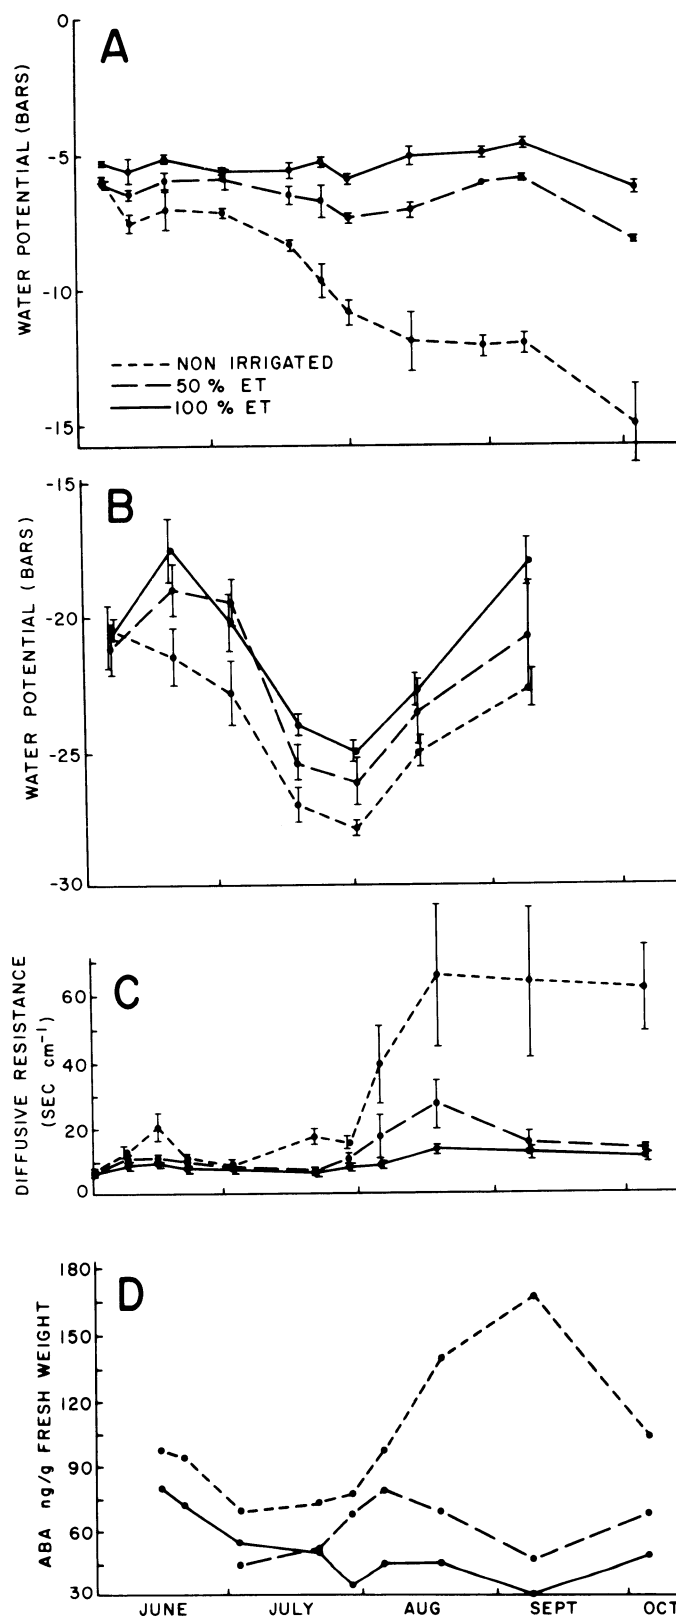 A
0
-5
-10
-15
WATER POTENTIAL (BARS)
NON IRRIGATED
50 % ET
100 % ET
B
-15
-20
-25
-30
WATER POTENTIAL (BARS)
C
60
40
20
0
DIFFUSIVE RESISTANCE
(SEC cm⁻¹)
D
180
150
120
90
60
30
ABA ng/g FRESH WEIGHT
JUNE JULY AUG SEPT OCT